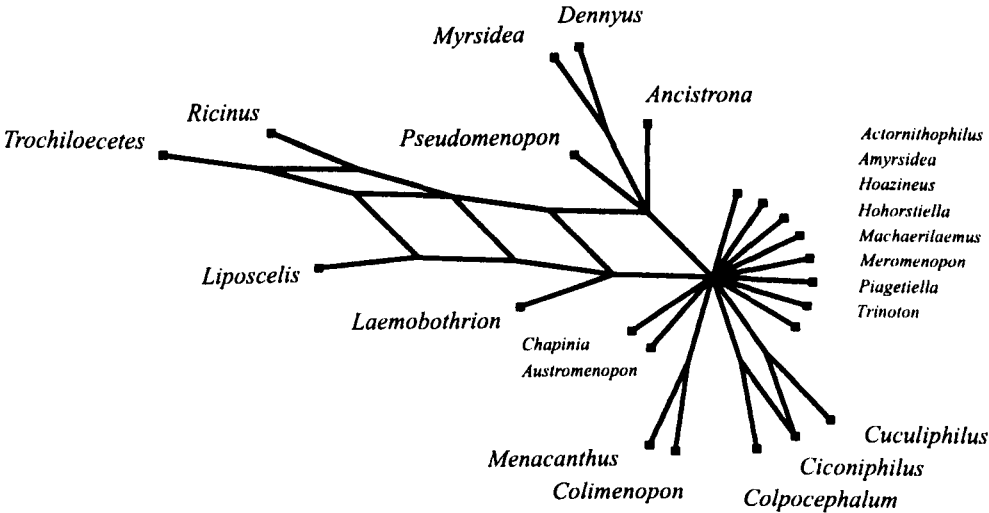 Dennyus
Myrsidea
Ancistrona
Ricinus
Pseudomenopon
Trochiloecetes
Actornithophilus
Amyrsidea
Hoazineus
Hohorstiella
Machaerilaemus
Meromenopon
Piagetiella
Trinoton
Liposcelis
Laemobothrion
Chapinia
Austromenopon
Cuculiphilus
Menacanthus
Ciconiphilus
Colimenopon
Colpocephalum